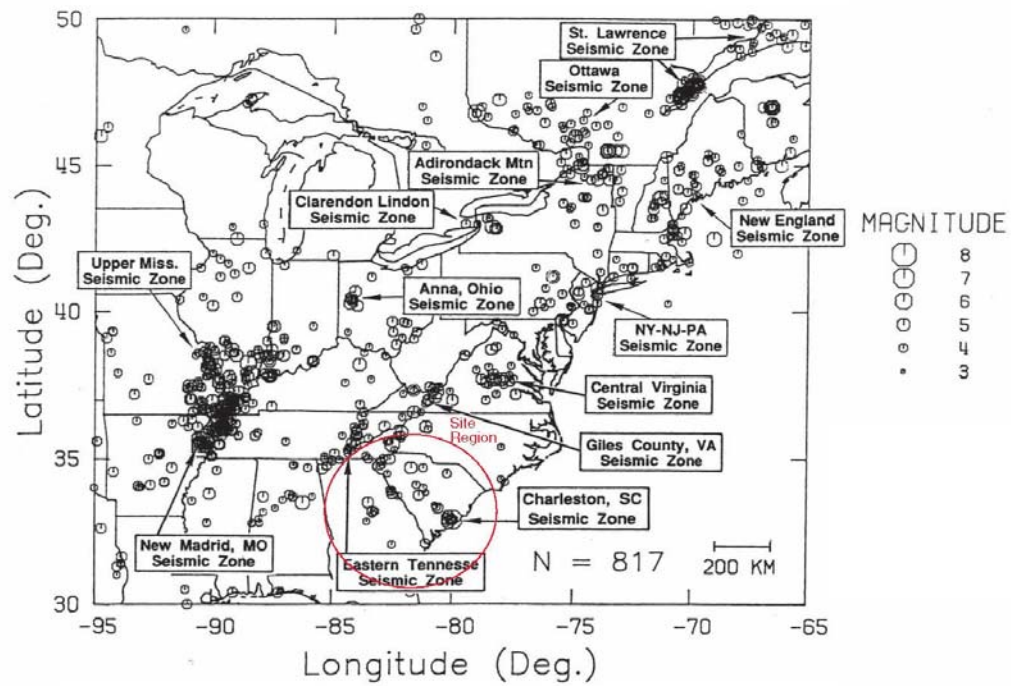 50
45
40
35
30
Latitude (Deg.)
-95
-90
-85
-80
-75
-70
-65
Longitude (Deg.)
St. Lawrence
Seismic Zone
Ottawa
Seismic Zone
Adirondack Mtn
Seismic Zone
Clarendon Lindon
Seismic Zone
New England
Seismic Zone
Upper Miss.
Seismic Zone
Anna, Ohio
Seismic Zone
NY-NJ-PA
Seismic Zone
Central Virginia
Seismic Zone
Site
Region
Giles County, VA
Seismic Zone
Charleston, SC
Seismic Zone
New Madrid, MO
Seismic Zone
Eastern Tennesse
Seismic Zone
N = 817
200 KM
MAGNITUDE
8
7
6
5
4
3